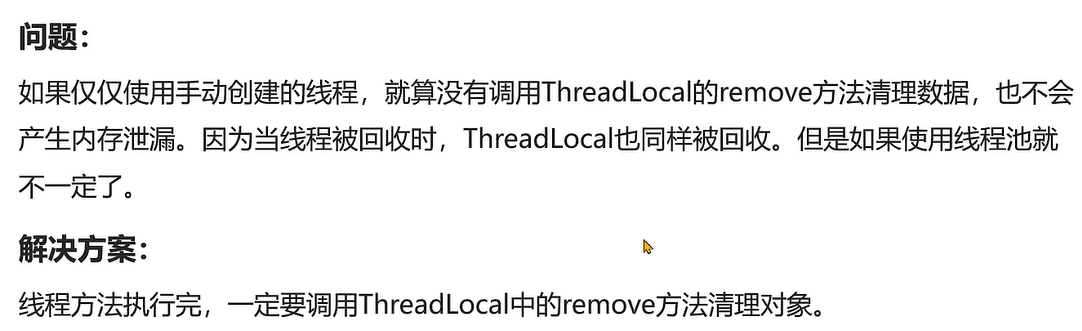 问题：
如果仅仅使用手动创建的线程，就算没有调用ThreadLocal的remove方法清理数据，也不会
产生内存泄漏。因为当线程被回收时，ThreadLocal也同样被回收。但是如果使用线程池就
不一定了。
解决方案：
线程方法执行完，一定要调用ThreadLocal中的remove方法清理对象。